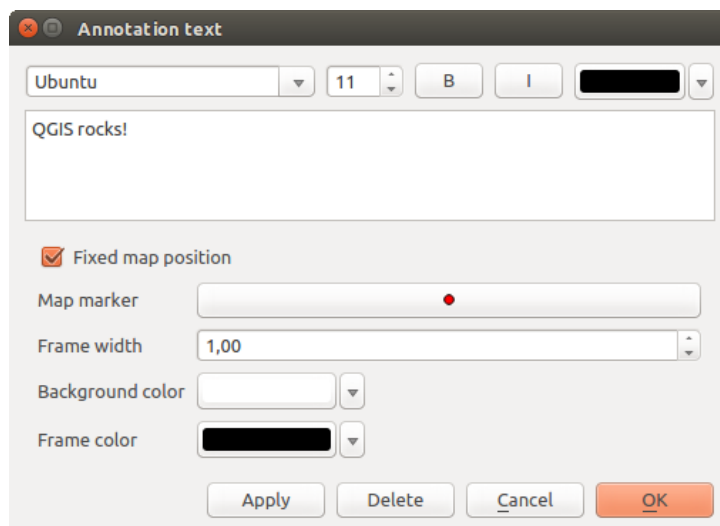 Annotation text
Ubuntu 11 B I
QGIS rocks!
Fixed map position
Map marker
Frame width 1,00
Background color
Frame color
Apply Delete Cancel OK